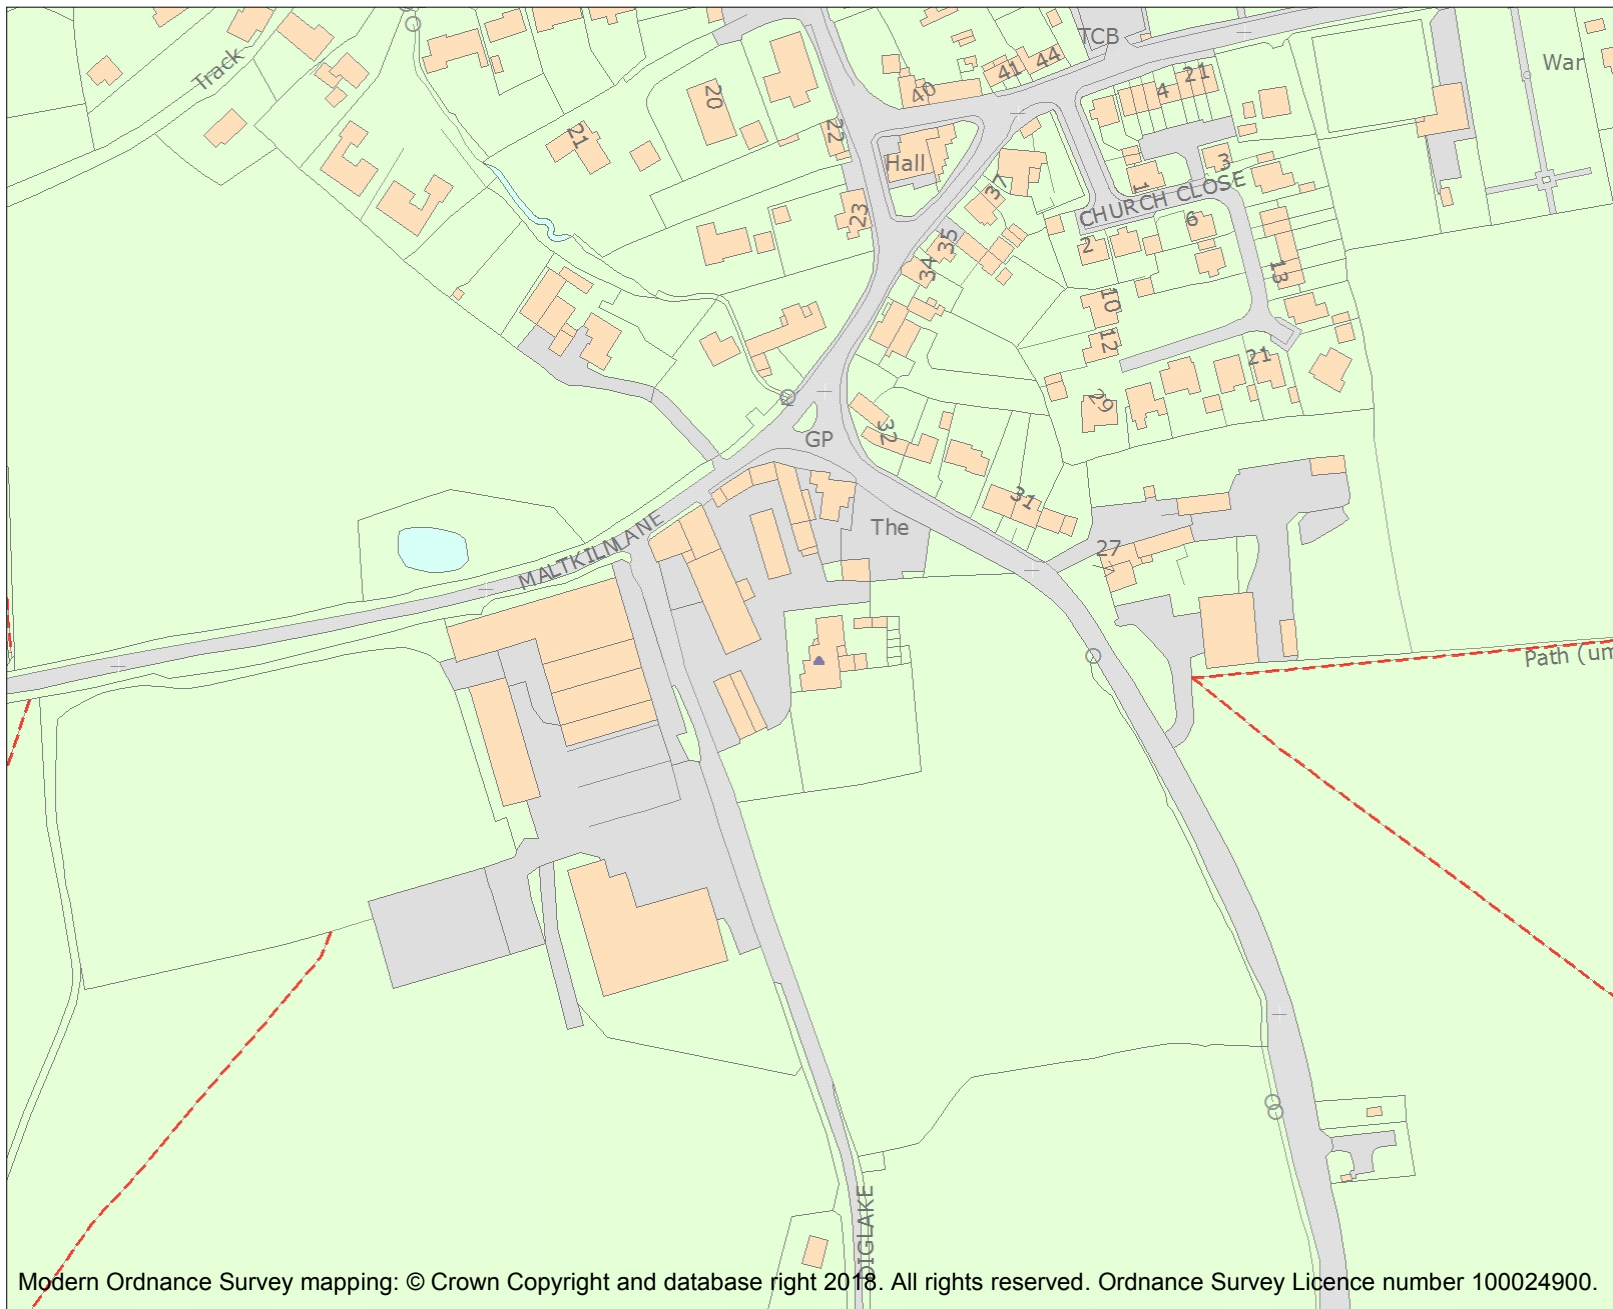 TCB
Track
War
41
44
40
20
21
4
21
22
21
Hall
3
37
1
CHURCH CLOSE
23
6
35
2
34
13
10
12
21
29
32
GP
31
The
MALTKILN LANE
27
Path (um
DIGLAKE
Modern Ordnance Survey mapping: © Crown Copyright and database right 2018. All rights reserved. Ordnance Survey Licence number 100024900.